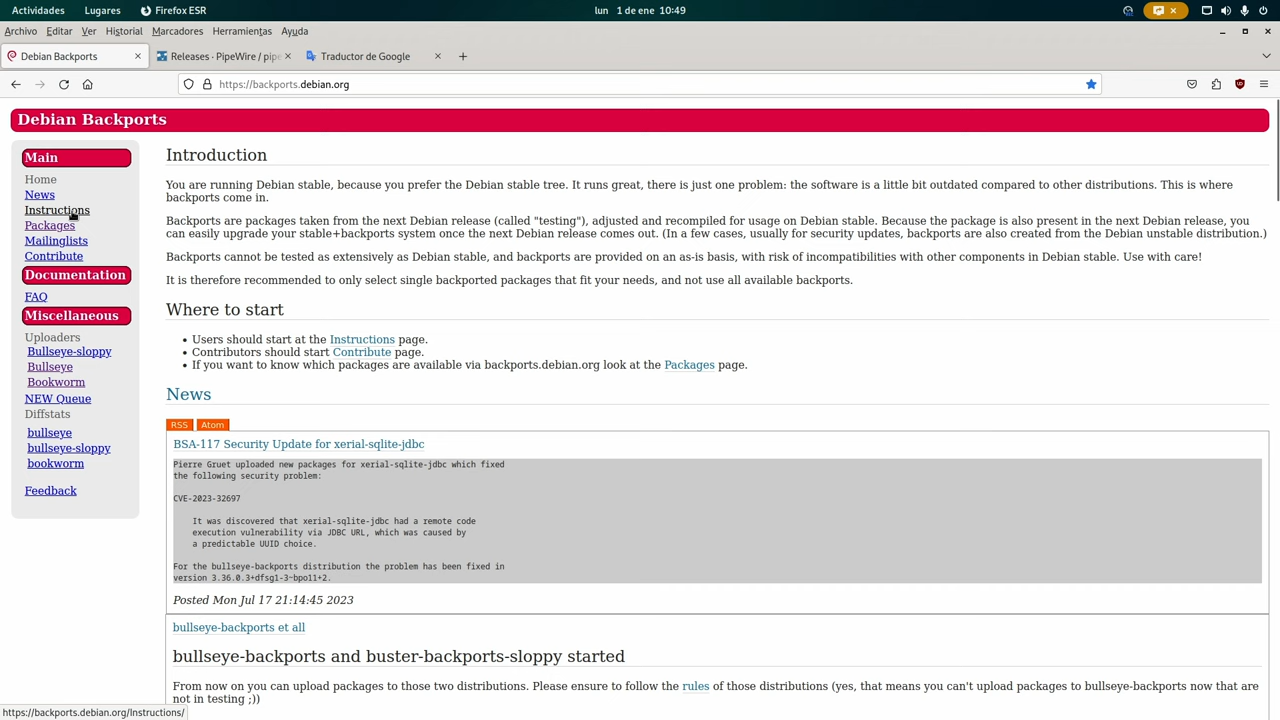 Actividades Lugares Firefox ESR lun 1 de ene 10:49
Archivo Editar Ver Historial Marcadores Herramientas Ayuda
Debian Backports Releases · PipeWire / pipe Traductor de Google
https://backports.debian.org
Debian Backports
Main
Home
News
Instructions
Packages
Mailinglists
Contribute
Documentation
FAQ
Miscellaneous
Uploaders
Bullseye-sloppy
Bullseye
Bookworm
NEW Queue
Diffstats
bullseye
bullseye-sloppy
bookworm
Feedback
Introduction
You are running Debian stable, because you prefer the Debian stable tree. It runs great, there is just one problem: the software is a little bit outdated compared to other distributions. This is where
backports come in.
Backports are packages taken from the next Debian release (called "testing"), adjusted and recompiled for usage on Debian stable. Because the package is also present in the next Debian release, you
can easily upgrade your stable+backports system once the next Debian release comes out. (In a few cases, usually for security updates, backports are also created from the Debian unstable distribution.)
Backports cannot be tested as extensively as Debian stable, and backports are provided on an as-is basis, with risk of incompatibilities with other components in Debian stable. Use with care!
It is therefore recommended to only select single backported packages that fit your needs, and not use all available backports.
Where to start
• Users should start at the Instructions page.
• Contributors should start Contribute page.
• If you want to know which packages are available via backports.debian.org look at the Packages page.
News
RSS Atom
BSA-117 Security Update for xerial-sqlite-jdbc
Pierre Gruet uploaded new packages for xerial-sqlite-jdbc which fixed
the following security problem:
CVE-2023-32697
It was discovered that xerial-sqlite-jdbc had a remote code
execution vulnerability via JDBC URL, which was caused by
a predictable UUID choice.
For the bullseye-backports distribution the problem has been fixed in
version 3.36.0.3+dfsg1-3~bpo11+2.
Posted Mon Jul 17 21:14:45 2023
bullseye-backports et all
bullseye-backports and buster-backports-sloppy started
From now on you can upload packages to those two distributions. Please ensure to follow the rules of those distributions (yes, that means you can't upload packages to bullseye-backports now that are
not in testing ;))
https://backports.debian.org/Instructions/